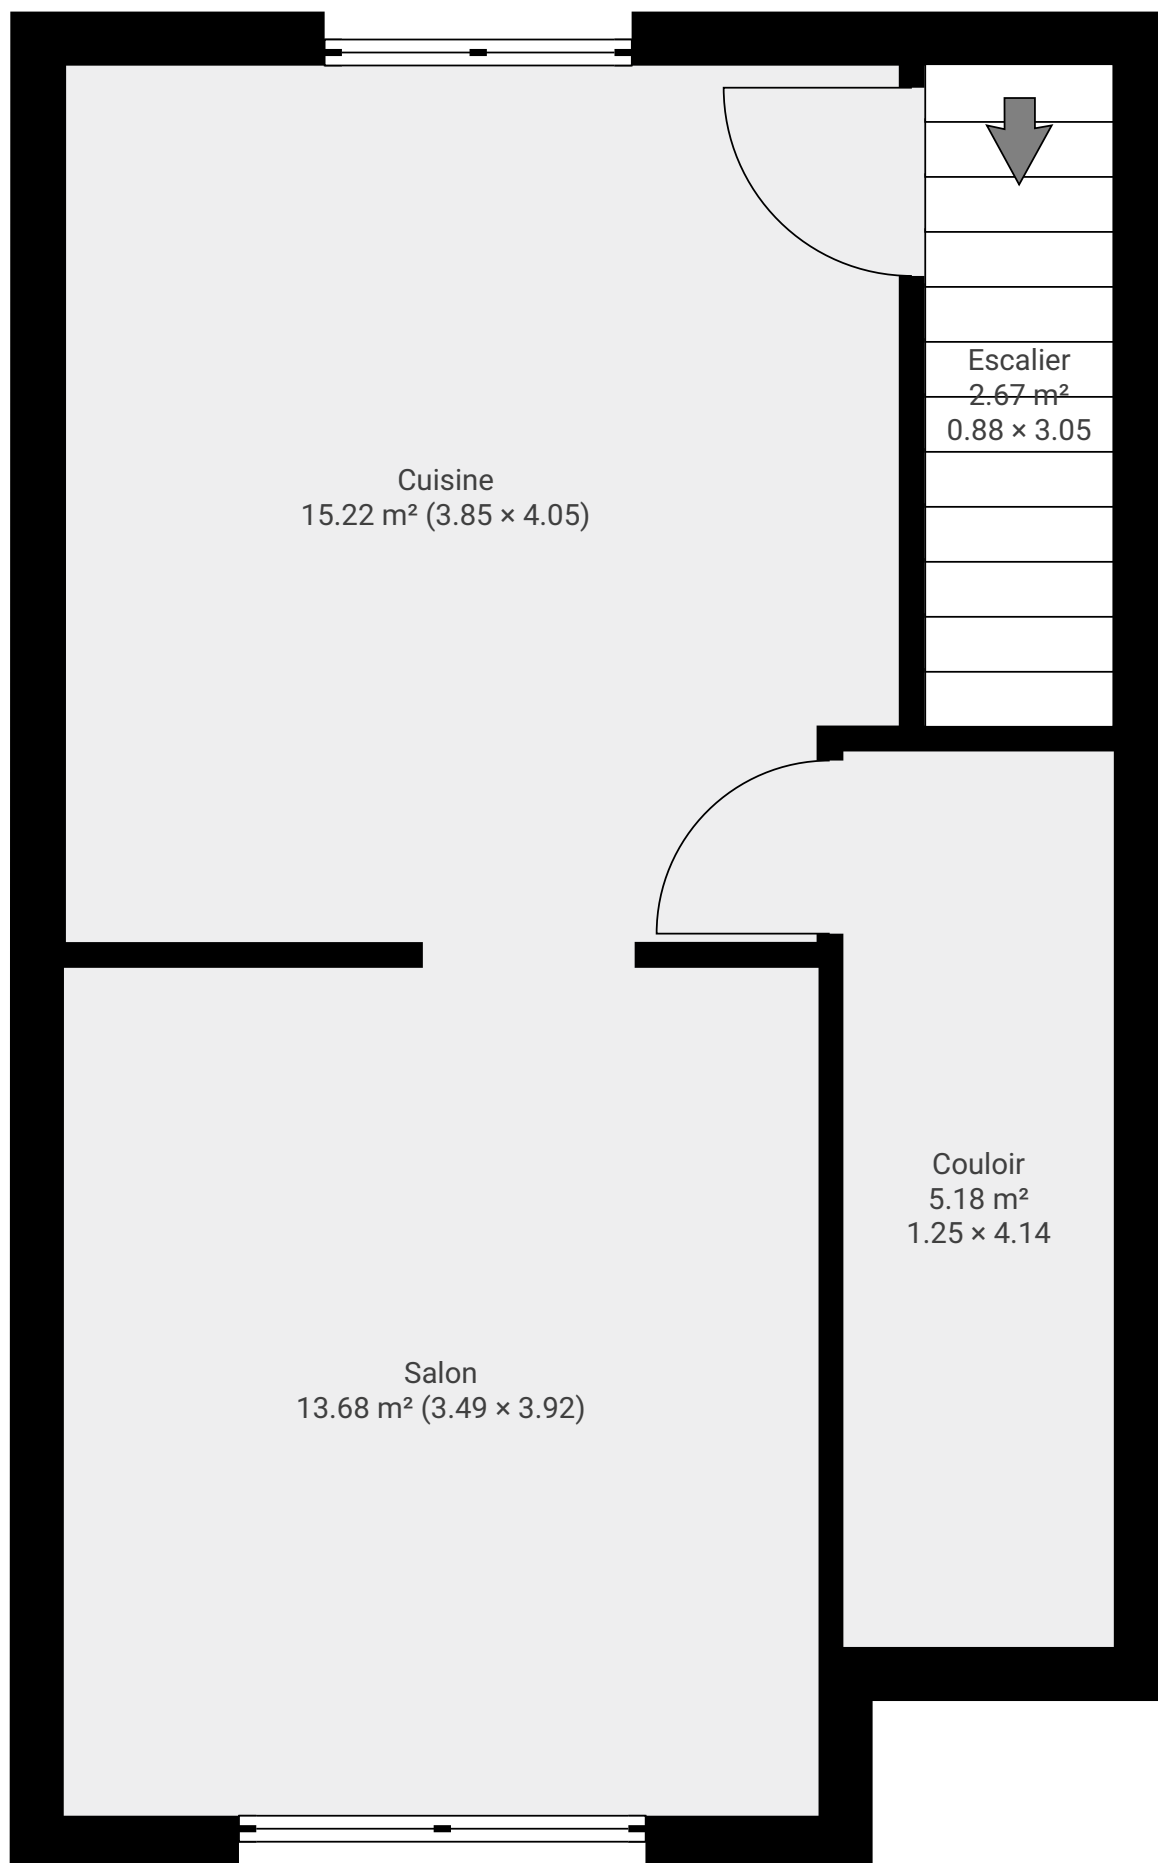 Escalier
2.67 m²
0.88 × 3.05
Cuisine
15.22 m² (3.85 × 4.05)
Couloir
5.18 m²
1.25 × 4.14
Salon
13.68 m² (3.49 × 3.92)